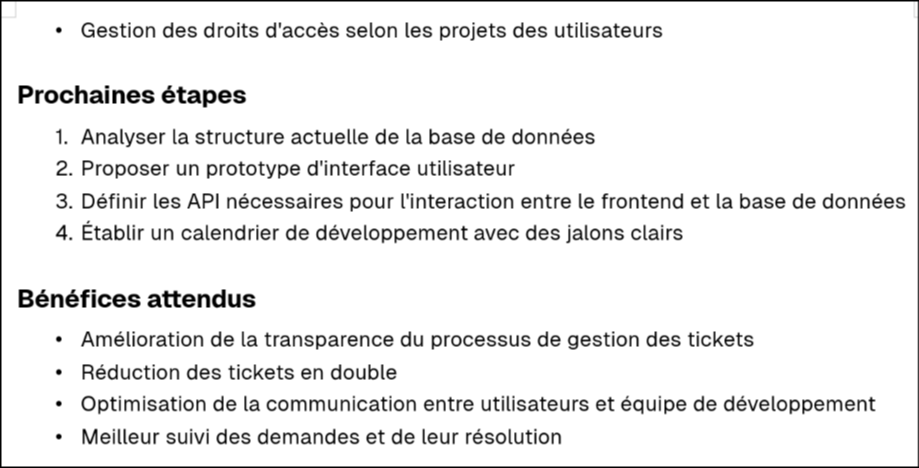 • Gestion des droits d'accès selon les projets des utilisateurs
Prochaines étapes
1. Analyser la structure actuelle de la base de données
2. Proposer un prototype d'interface utilisateur
3. Définir les API nécessaires pour l'interaction entre le frontend et la base de données
4. Établir un calendrier de développement avec des jalons clairs
Bénéfices attendus
• Amélioration de la transparence du processus de gestion des tickets
• Réduction des tickets en double
• Optimisation de la communication entre utilisateurs et équipe de développement
• Meilleur suivi des demandes et de leur résolution